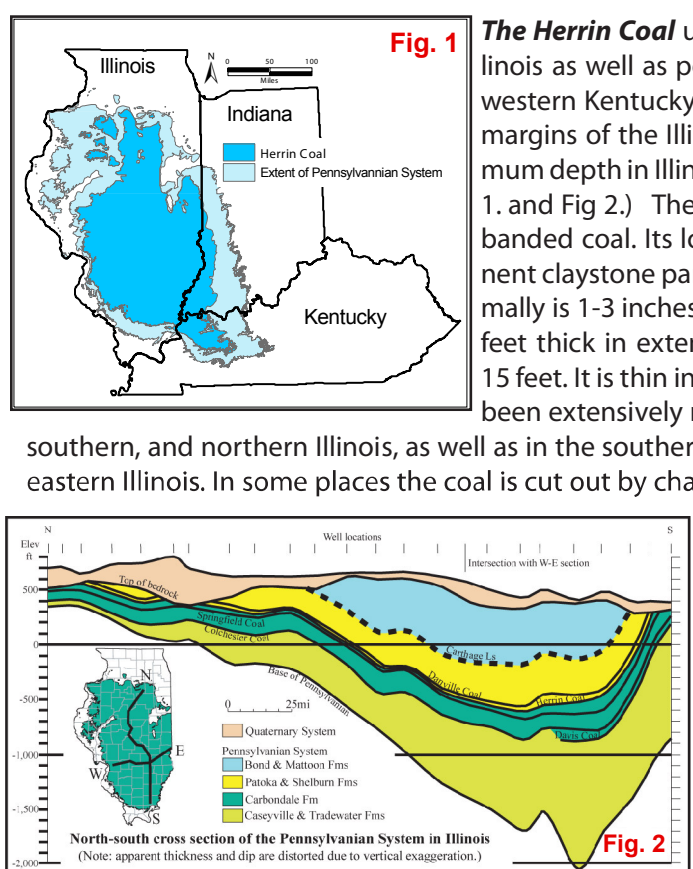 Fig. 1
N
0 50 100
Miles
Illinois
Indiana
Herrin Coal
Extent of Pennsylvannian System
Kentucky
The Herrin Coal u
linois as well as po
western Kentucky
margins of the Illi
mum depth in Illin
1. and Fig 2.) The
banded coal. Its lo
nent claystone pa
mally is 1-3 inches
feet thick in exten
15 feet. It is thin in
been extensively m
southern, and northern Illinois, as well as in the souther
eastern Illinois. In some places the coal is cut out by cha
N
Well locations
S
Elev
ft
Intersection with W-E section
500
0
-500
-1,000
-1,500
-2,000
Top of bedrock
Springfield Coal
Colchester Coal
Base of Pennsylvanian
Carthage Ls
Danville Coal
Herrin Coal
Davis Coal
N
E
W
S
0 25mi
Quaternary System
Pennsylvanian System
Bond & Mattoon Fms
Patoka & Shelburn Fms
Carbondale Fm
Caseyville & Tradewater Fms
North-south cross section of the Pennsylvanian System in Illinois
(Note: apparent thickness and dip are distorted due to vertical exaggeration.)
Fig. 2